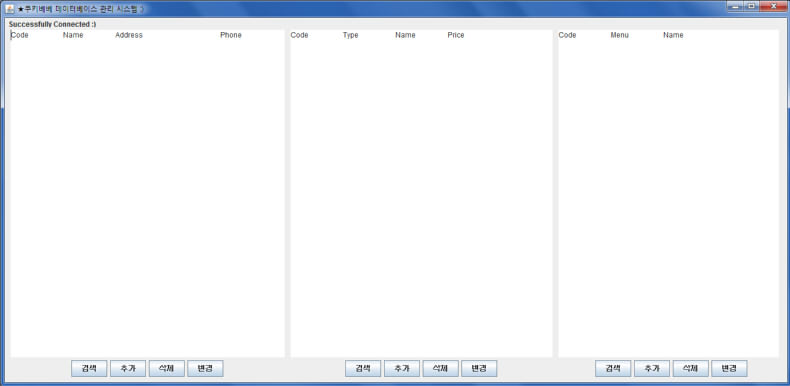 ★쿠키베베 데이터베이스 관리 시스템 :)
Successfully Connected :)
Code Name Address Phone Code Type Name Price Code Menu Name
검색 추가 삭제 변경 검색 추가 삭제 변경 검색 추가 삭제 변경